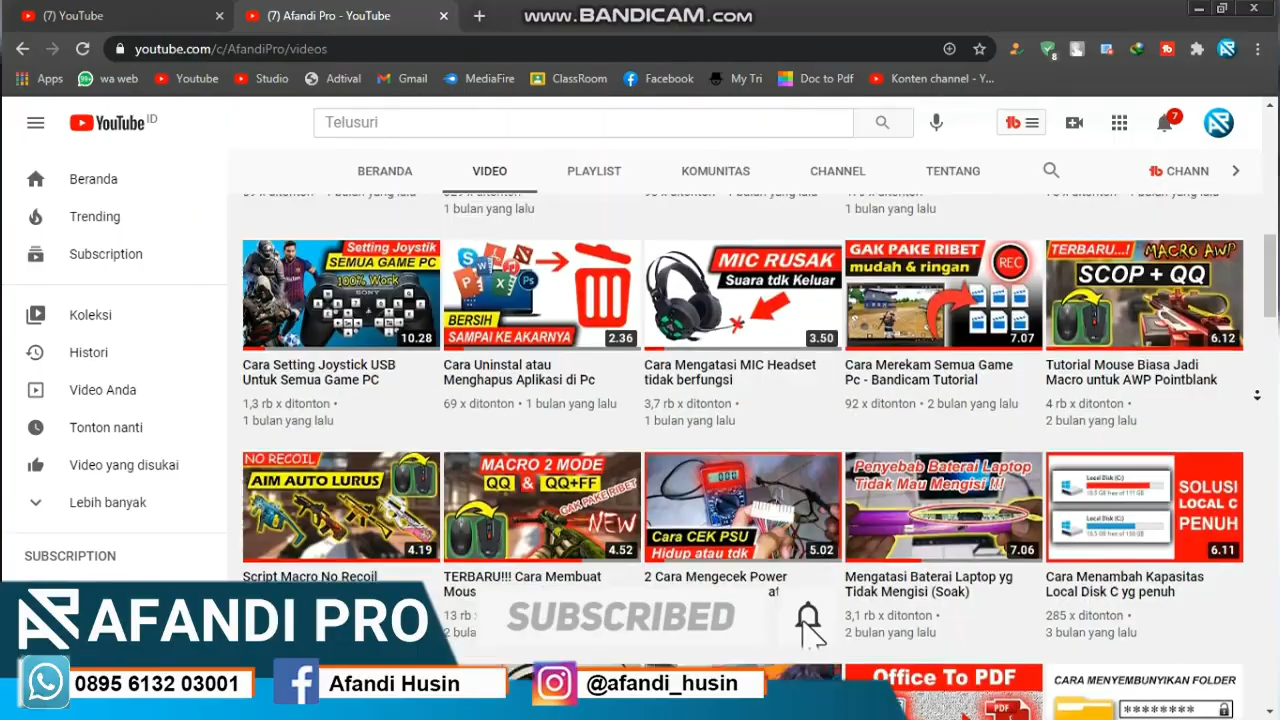 (7) YouTube
(7) Afandi Pro - YouTube
www.BANDICAM.com
youtube.com/c/AfandiPro/videos
Apps
wa web
Youtube
Studio
Adtival
Gmail
MediaFire
ClassRoom
Facebook
My Tri
Doc to Pdf
Konten channel - Y...
YouTube ID
Telusuri
7
BERANDA
VIDEO
PLAYLIST
KOMUNITAS
CHANNEL
TENTANG
CHANN
1 bulan yang lalu
1 bulan yang lalu
Beranda
Trending
Subscription
Koleksi
Histori
Video Anda
Tonton nanti
Video yang disukai
Lebih banyak
SUBSCRIPTION
Setting Joystik
SEMUA GAME PC
100% Work
10.28
Cara Setting Joystick USB
Untuk Semua Game PC
1,3 rb x ditonton •
1 bulan yang lalu
BERSIH
SAMPAI KE AKARNYA
2.36
Cara Uninstal atau
Menghapus Aplikasi di Pc
69 x ditonton • 1 bulan yang lalu
MIC RUSAK
Suara tdk Keluar
3.50
Cara Mengatasi MIC Headset
tidak berfungsi
3,7 rb x ditonton •
1 bulan yang lalu
GAK PAKE RIBET
mudah & ringan
REC
7.07
Cara Merekam Semua Game
Pc - Bandicam Tutorial
92 x ditonton • 2 bulan yang lalu
TERBARU...!
MACRO AWP
SCOP + QQ
6.12
Tutorial Mouse Biasa Jadi
Macro untuk AWP Pointblank
4 rb x ditonton •
2 bulan yang lalu
NO RECOIL
AIM AUTO LURUS
4.19
Script Macro No Recoil
MACRO 2 MODE
QQ & QQ+FF
GAK PAKE RIBET
NEW
4.52
TERBARU!!! Cara Membuat
Mous
13 rb
2 bula
Cara CEK PSU
Hidup atau tdk
5.02
2 Cara Mengecek Power
Penyebab Baterai Laptop
Tidak Mau Mengisi !!!
7.06
Mengatasi Baterai Laptop yg
Tidak Mengisi (Soak)
3,1 rb x ditonton •
2 bulan yang lalu
Local Disk (C:)
Local Disk (C:)
SOLUSI
LOCAL C
PENUH
6.11
Cara Menambah Kapasitas
Local Disk C yg penuh
285 x ditonton •
3 bulan yang lalu
Office To PDF
CARA MENYEMBUNYIKAN FOLDER
********
AFANDI PRO
SUBSCRIBED
0895 6132 03001
Afandi Husin
@afandi_husin